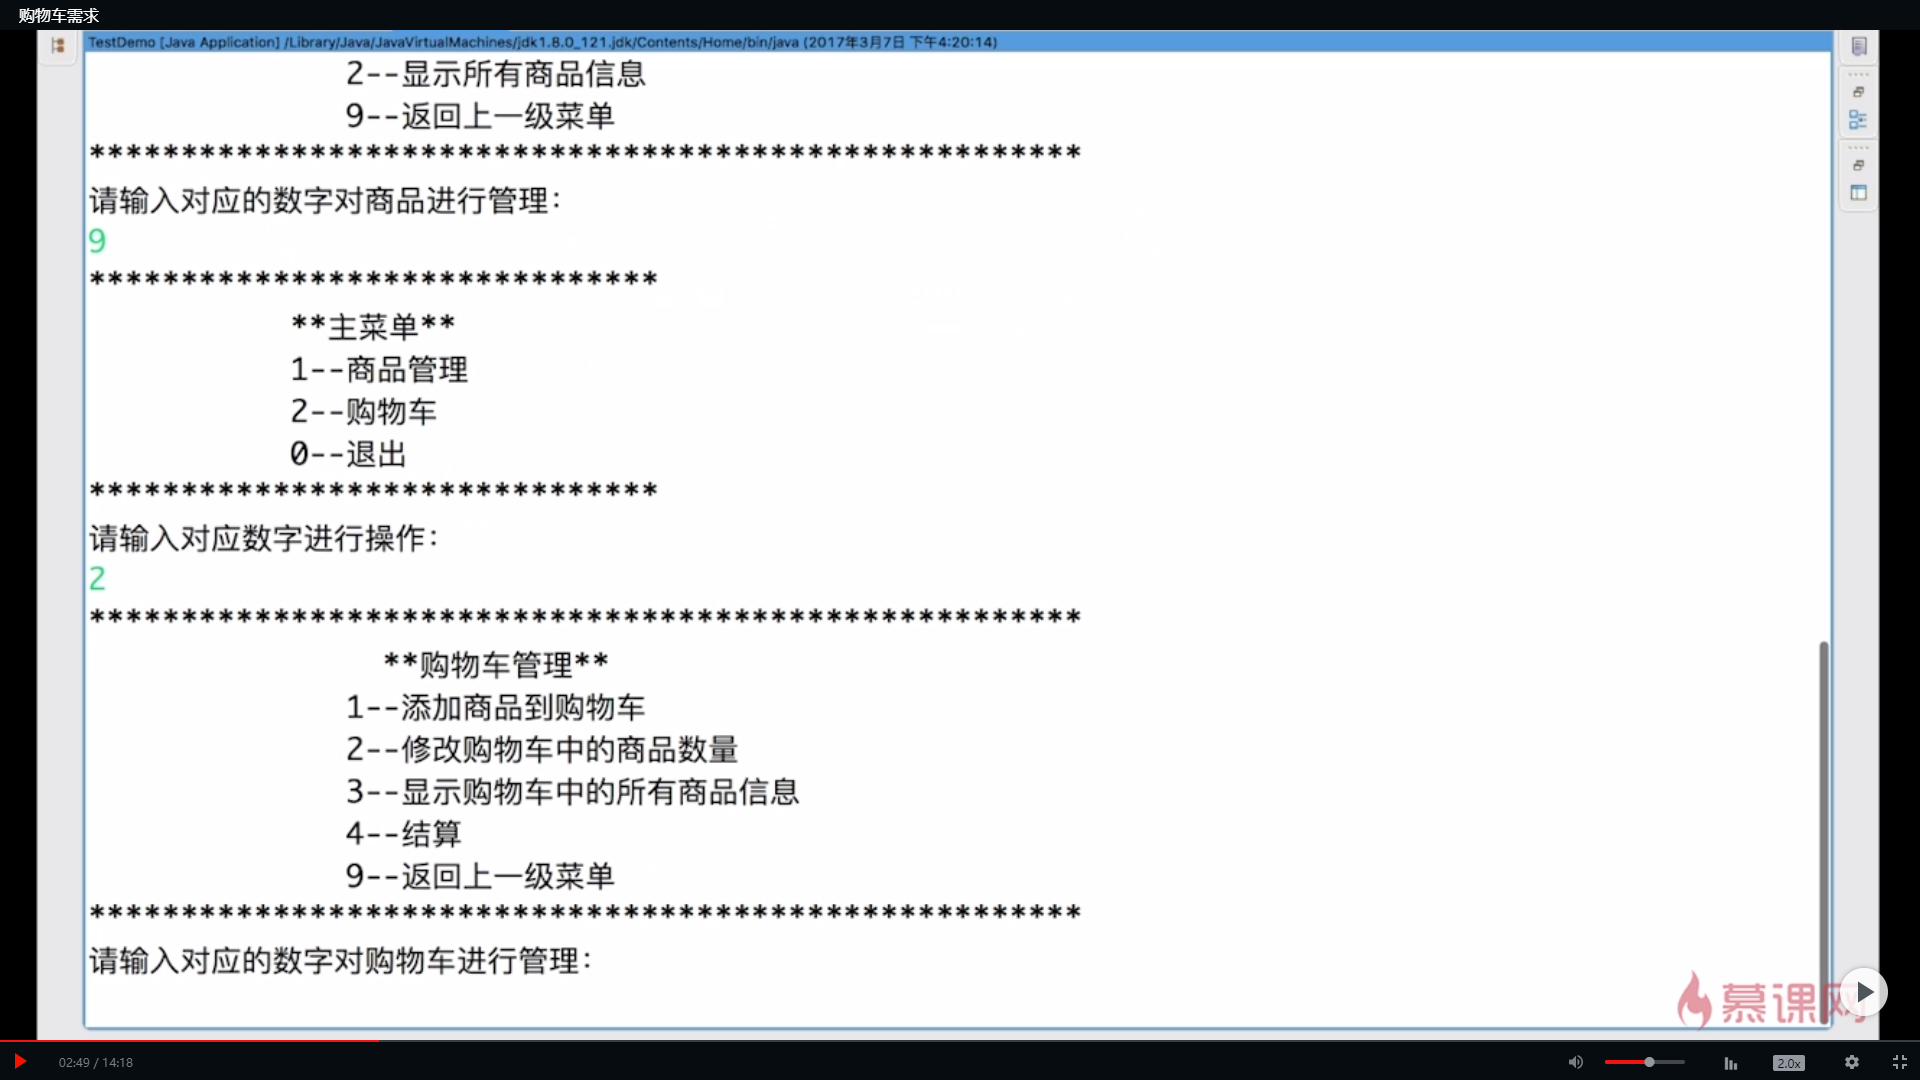 购物车需求
TestDemo [Java Application] /Library/Java/JavaVirtualMachines/jdk1.8.0_121.jdk/Contents/Home/bin/java (2017年3月7日 下午4:20:14)
2--显示所有商品信息
9--返回上一级菜单
******************************************************
请输入对应的数字对商品进行管理：
9
*******************************
**主菜单**
1--商品管理
2--购物车
0--退出
*******************************
请输入对应数字进行操作：
2
******************************************************
**购物车管理**
1--添加商品到购物车
2--修改购物车中的商品数量
3--显示购物车中的所有商品信息
4--结算
9--返回上一级菜单
******************************************************
请输入对应的数字对购物车进行管理：
慕课网
02:49 / 14:18
2.0x